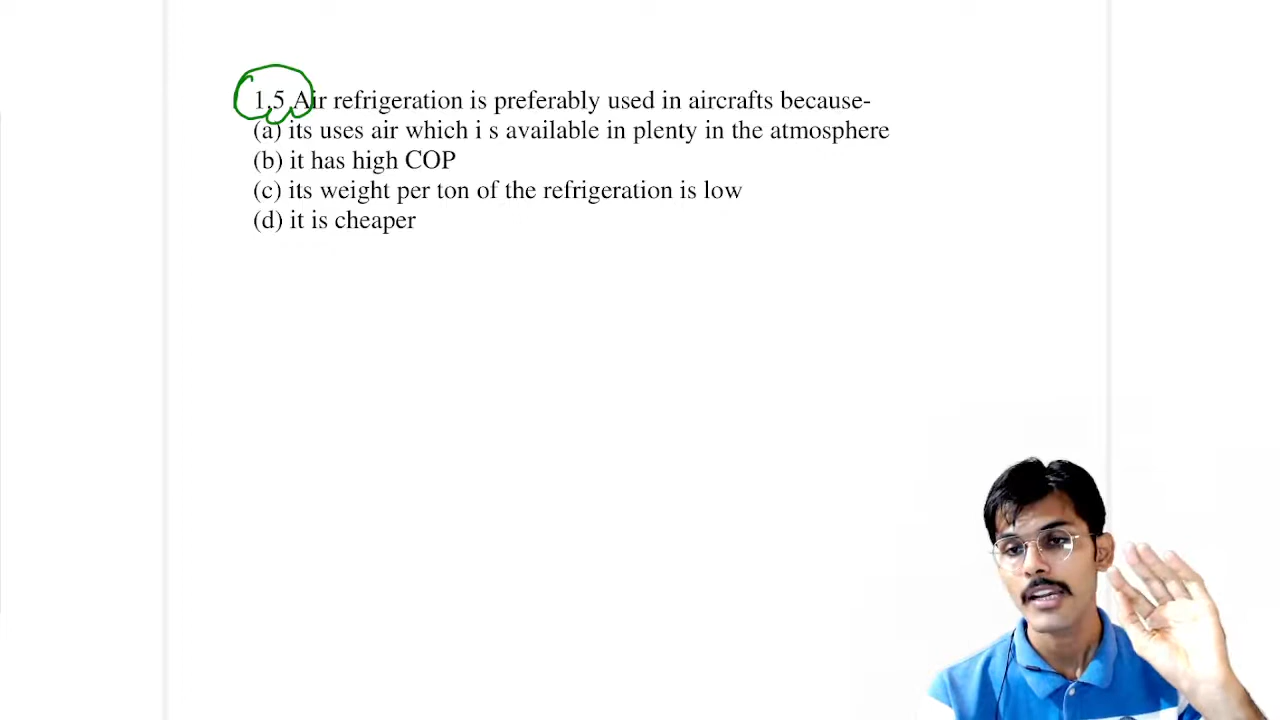 1.5 Air refrigeration is preferably used in aircrafts because-
(a) its uses air which i s available in plenty in the atmosphere
(b) it has high COP
(c) its weight per ton of the refrigeration is low
(d) it is cheaper